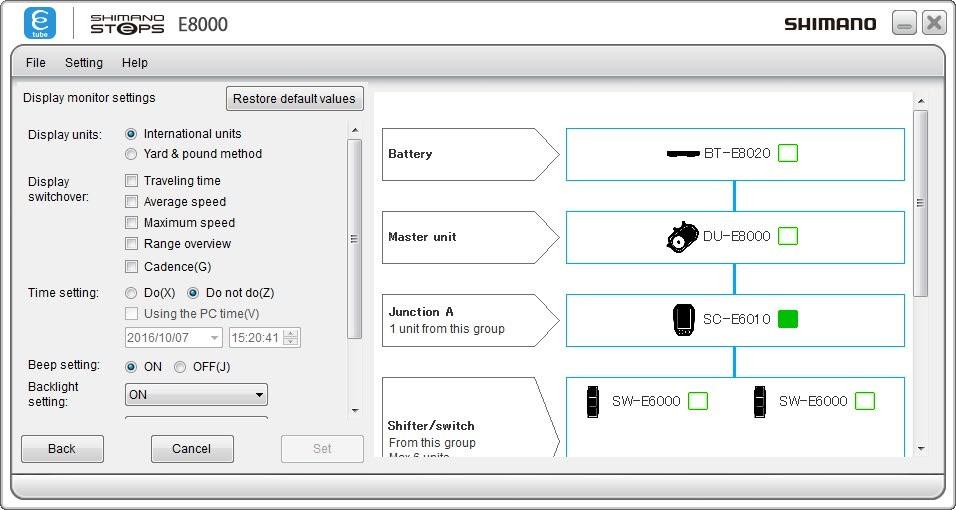 e
tube
SHIMANO
STEPS E8000
SHIMANO
File Setting Help
Display monitor settings
Restore default values
Display units:
International units
Yard & pound method
Display
switchover:
Traveling time
Average speed
Maximum speed
Range overview
Cadence(G)
Time setting:
Do(X) Do not do(Z)
Using the PC time(V)
2016/10/07 15:20:41
Beep setting:
ON OFF(J)
Backlight
setting:
ON
Back Cancel Set
Battery
BT-E8020
Master unit
DU-E8000
Junction A
1 unit from this group
SC-E6010
Shifter/switch
From this group
Max 6 units
SW-E6000 SW-E6000